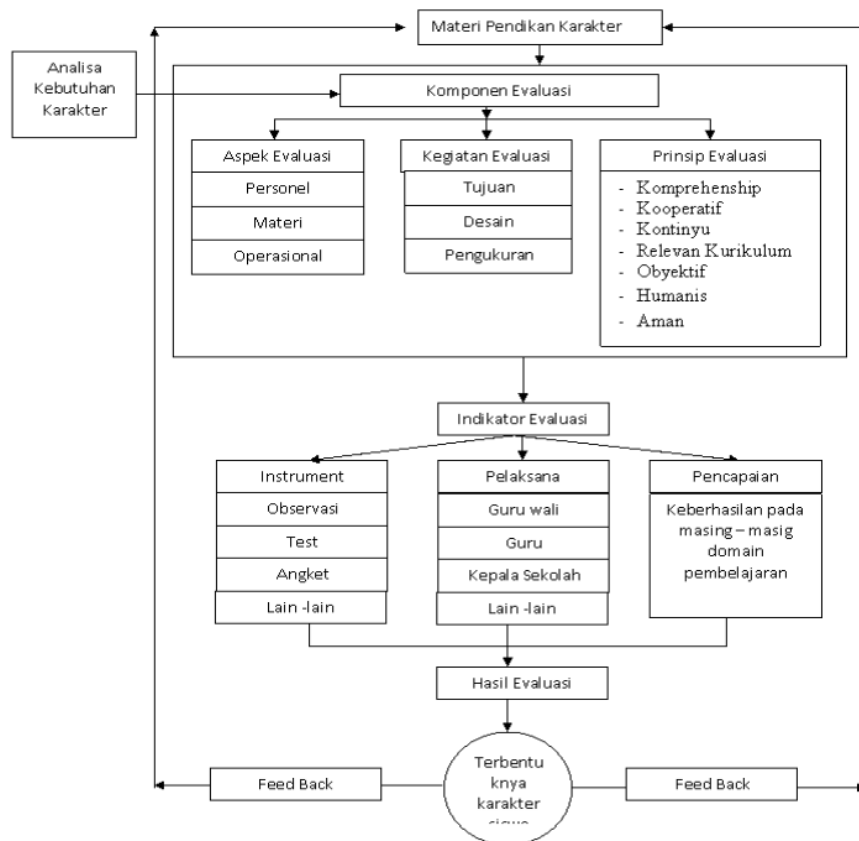 Materi Pendikan Karakter
Analisa
Kebutuhan
Karakter
Komponen Evaluasi
Aspek Evaluasi
Personel
Materi
Operasional
Kegiatan Evaluasi
Tujuan
Desain
Pengukuran
Prinsip Evaluasi
- Komprehenship
- Kooperatif
- Kontinyu
- Relevan Kurikulum
- Obyektif
- Humanis
- Aman
Indikator Evaluasi
Instrument
Observasi
Test
Angket
Lain -lain
Pelaksana
Guru wali
Guru
Kepala Sekolah
Lain -lain
Pencapaian
Keberhasilan pada
masing – masig
domain
pembelajaran
Hasil Evaluasi
Terbentu
knya
karakter
Feed Back
Feed Back